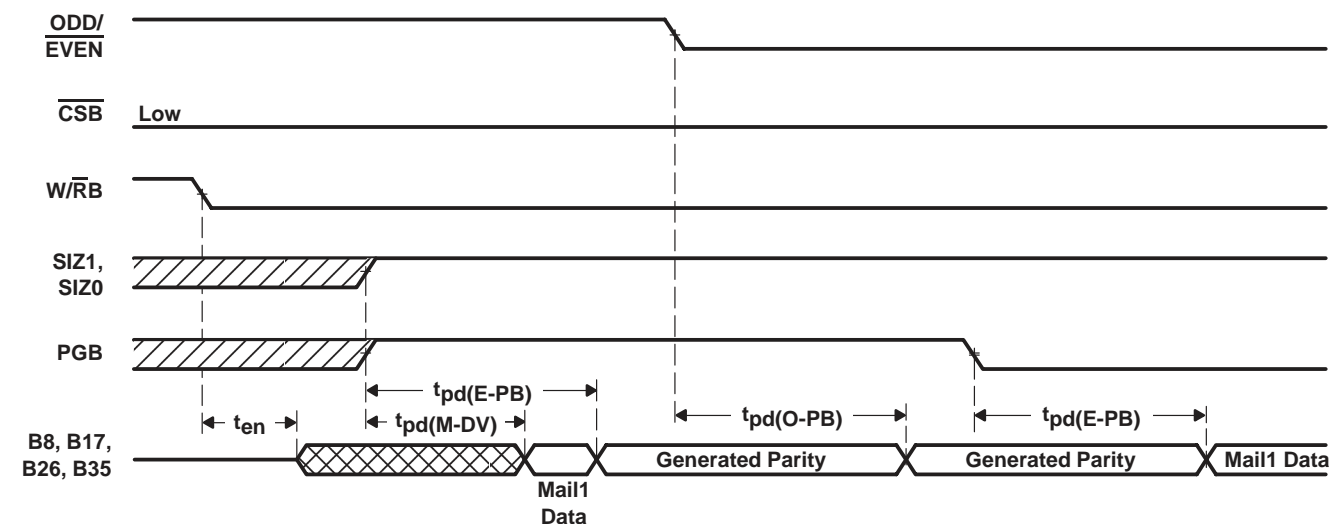 ODD/
EVEN
CSB
Low
W/RB
SIZ1,
SIZ0
PGB
tpd(E-PB)
ten
tpd(M-DV)
tpd(O-PB)
tpd(E-PB)
B8, B17,
B26, B35
Generated Parity
Generated Parity
Mail1 Data
Mail1
Data